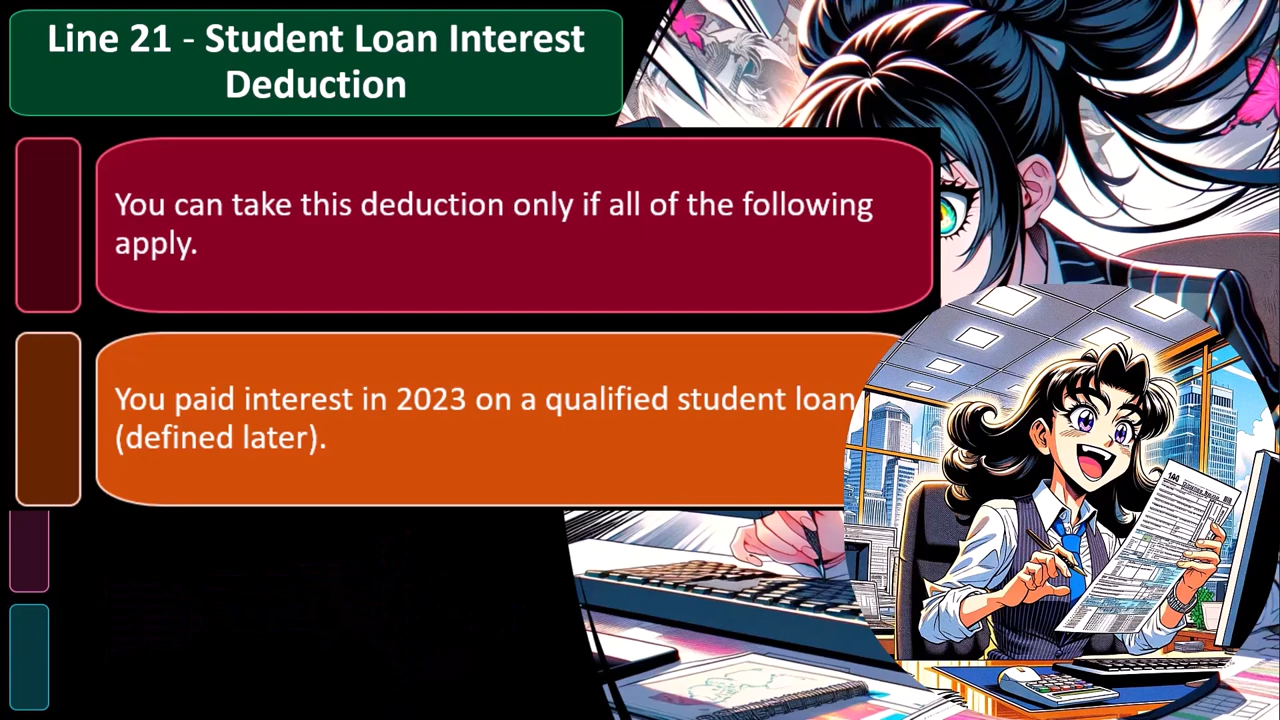 Line 21 - Student Loan Interest
Deduction
You can take this deduction only if all of the following
apply.
You paid interest in 2023 on a qualified student loan
(defined later).